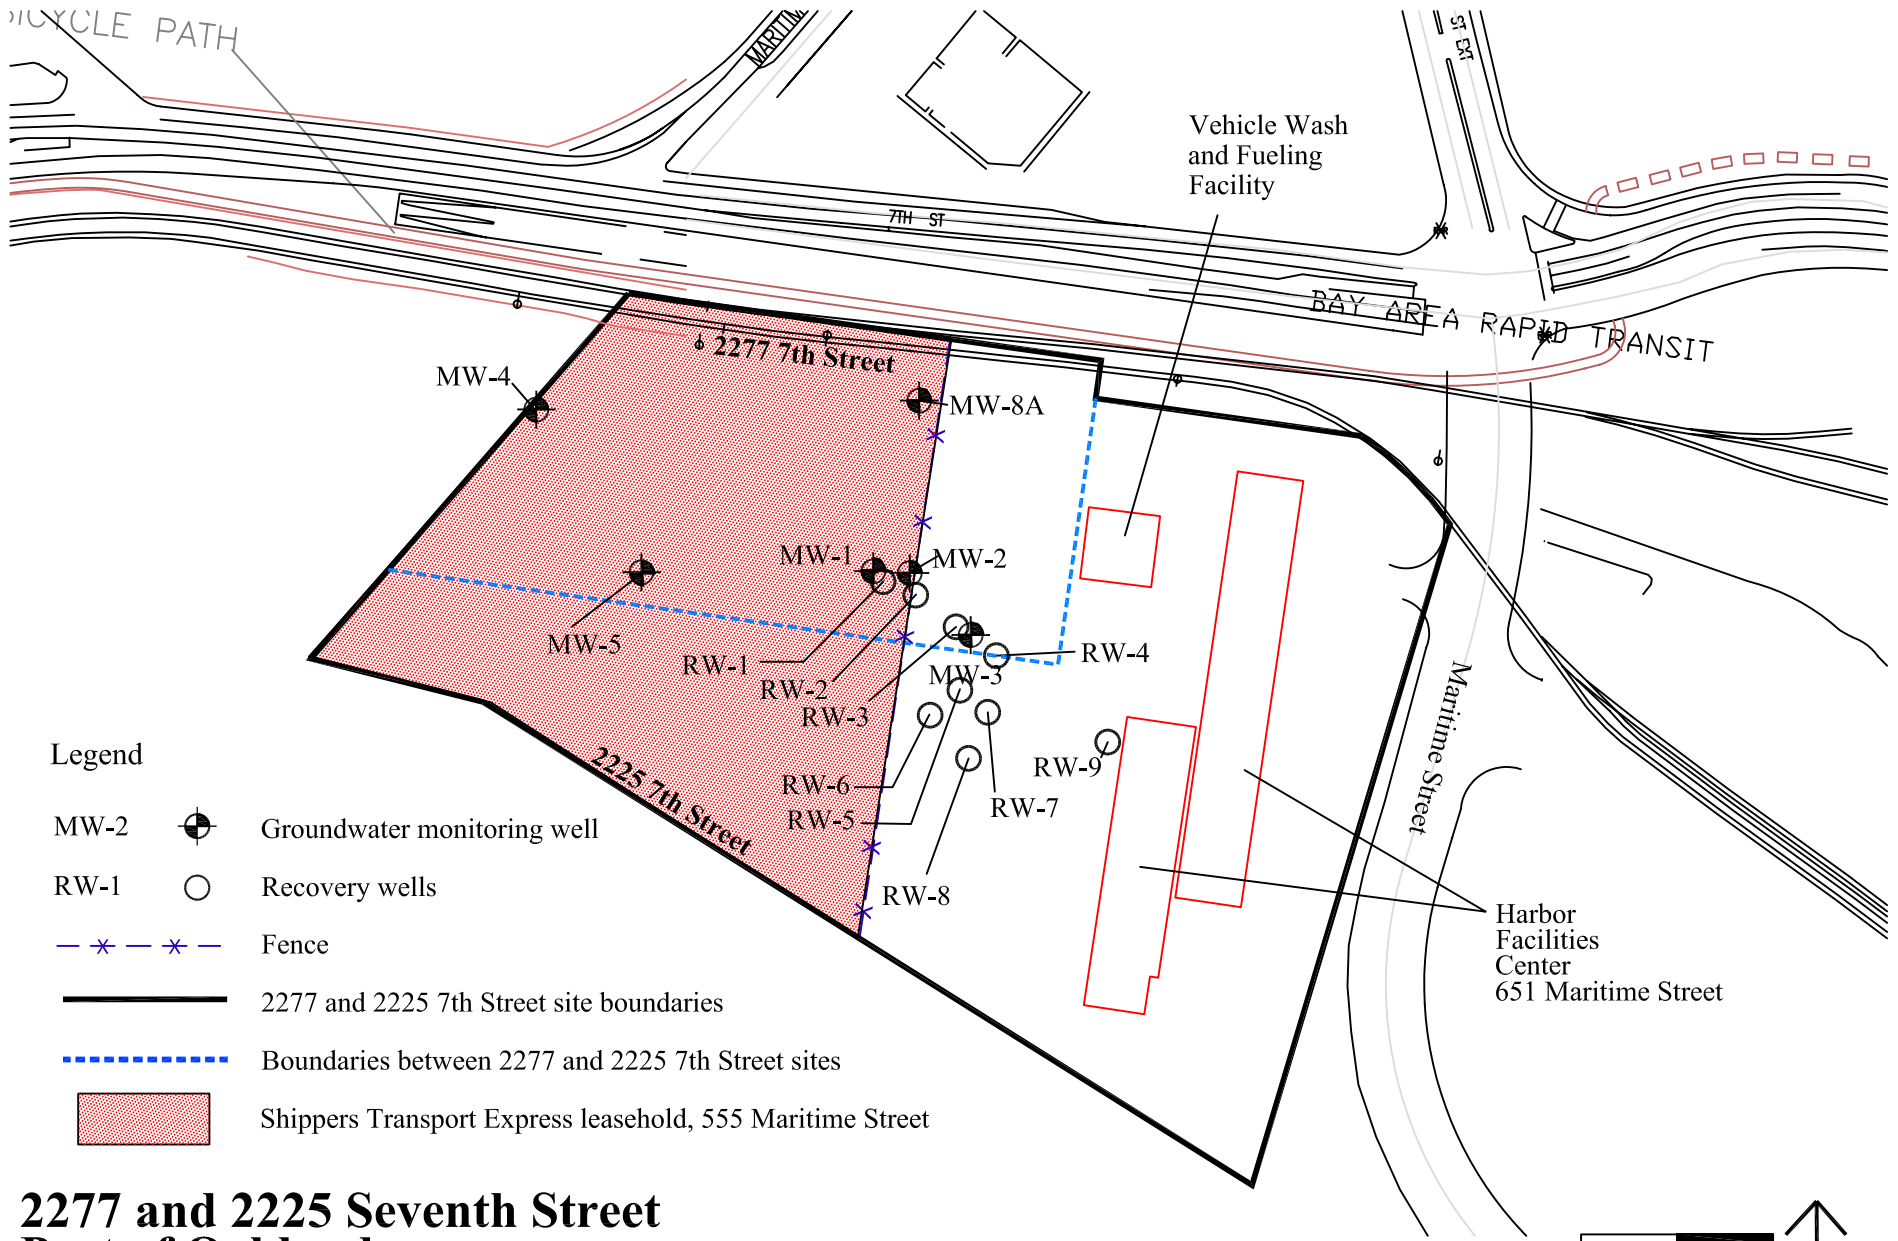 BICYCLE PATH
MARITIME
ST EXT
Vehicle Wash
and Fueling
Facility
7TH ST
BAY AREA RAPID TRANSIT
2277 7th Street
MW-4
MW-8A
MW-1
MW-2
MW-5
RW-1
RW-2
RW-3
MW-3
RW-4
RW-6
RW-5
RW-7
RW-9
RW-8
2225 7th Street
Maritime Street
Harbor
Facilities
Center
651 Maritime Street
Legend
MW-2 Groundwater monitoring well
RW-1 Recovery wells
Fence
2277 and 2225 7th Street site boundaries
Boundaries between 2277 and 2225 7th Street sites
Shippers Transport Express leasehold, 555 Maritime Street
2277 and 2225 Seventh Street